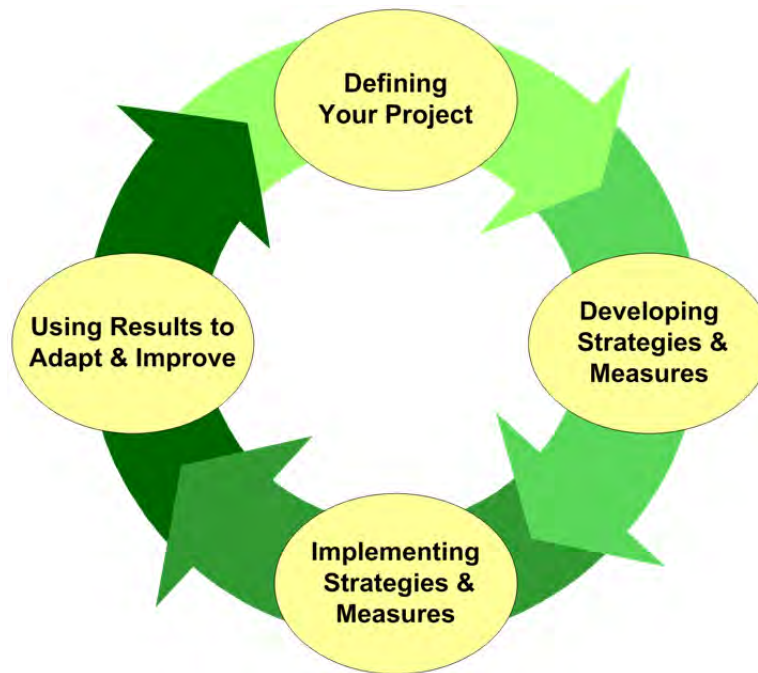 Defining
Your Project
Developing
Strategies &
Measures
Implementing
Strategies &
Measures
Using Results to
Adapt & Improve